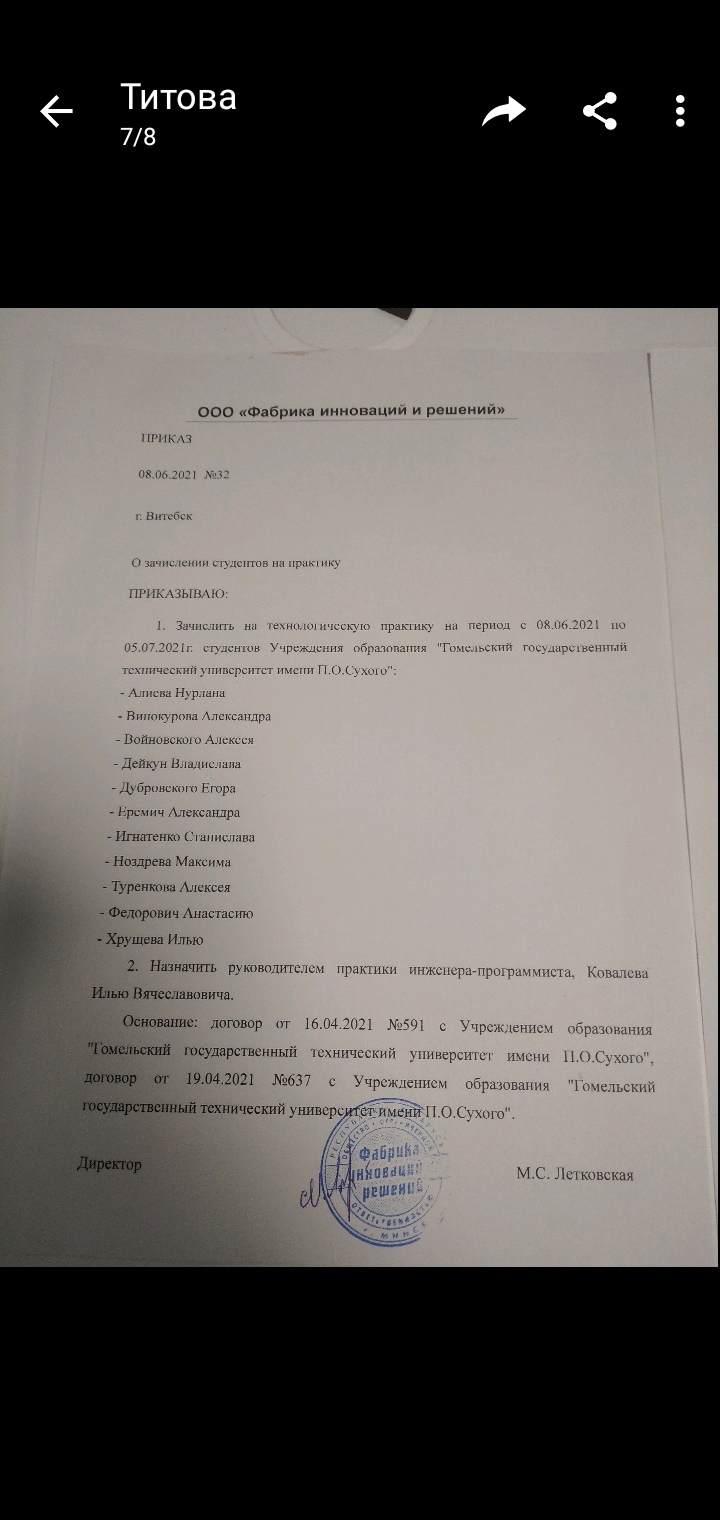 Титова
7/8
ООО «Фабрика инноваций и решений»
ПРИКАЗ
08.06.2021 №32
г. Витебск
О зачислении студентов на практику
ПРИКАЗЫВАЮ:
1. Зачислить на технологическую практику на период с 08.06.2021 по
05.07.2021г. студентов Учреждения образования "Гомельский государственный
технический университет имени П.О.Сухого":
- Алиева Нурлана
- Винокурова Александра
- Войновского Алексея
- Дейкун Владислава
- Дубровского Егора
- Еремич Александра
- Игнатенко Станислава
- Ноздрева Максима
- Туренкова Алексея
- Федорович Анастасию
- Хрущева Илью
2. Назначить руководителем практики инженера-программиста, Ковалева
Илью Вячеславовича.
Основание: договор от 16.04.2021 №591 с Учреждением образования
"Гомельский государственный технический университет имени П.О.Сухого",
договор от 19.04.2021 №637 с Учреждением образования "Гомельский
государственный технический университет имени П.О.Сухого".
Директор
М.С. Летковская
Фабрика
инноваций
решений
г. МИНСК